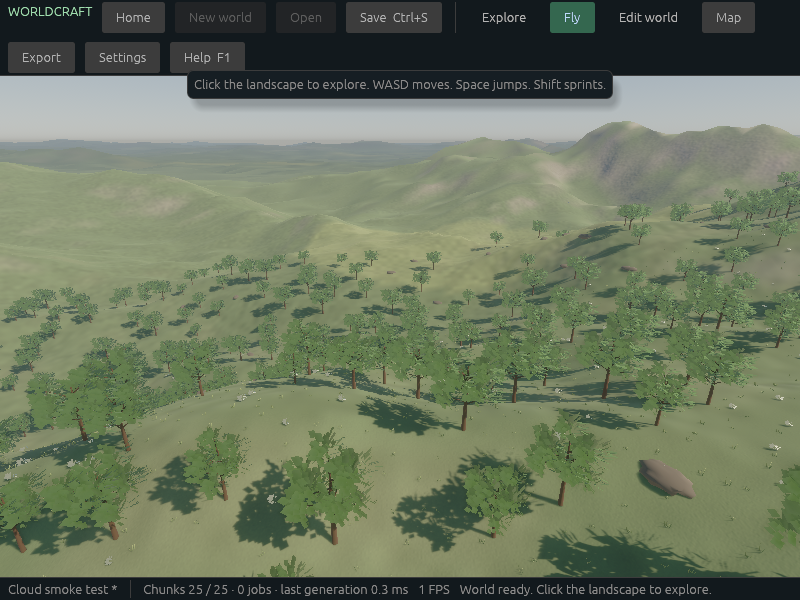 WORLDCRAFT Home New world Open Save Ctrl+S Explore Fly Edit world Map
Export Settings Help F1
Click the landscape to explore. WASD moves. Space jumps. Shift sprints.
Cloud smoke test * Chunks 25 / 25 · 0 jobs · last generation 0.3 ms 1 FPS World ready. Click the landscape to explore.